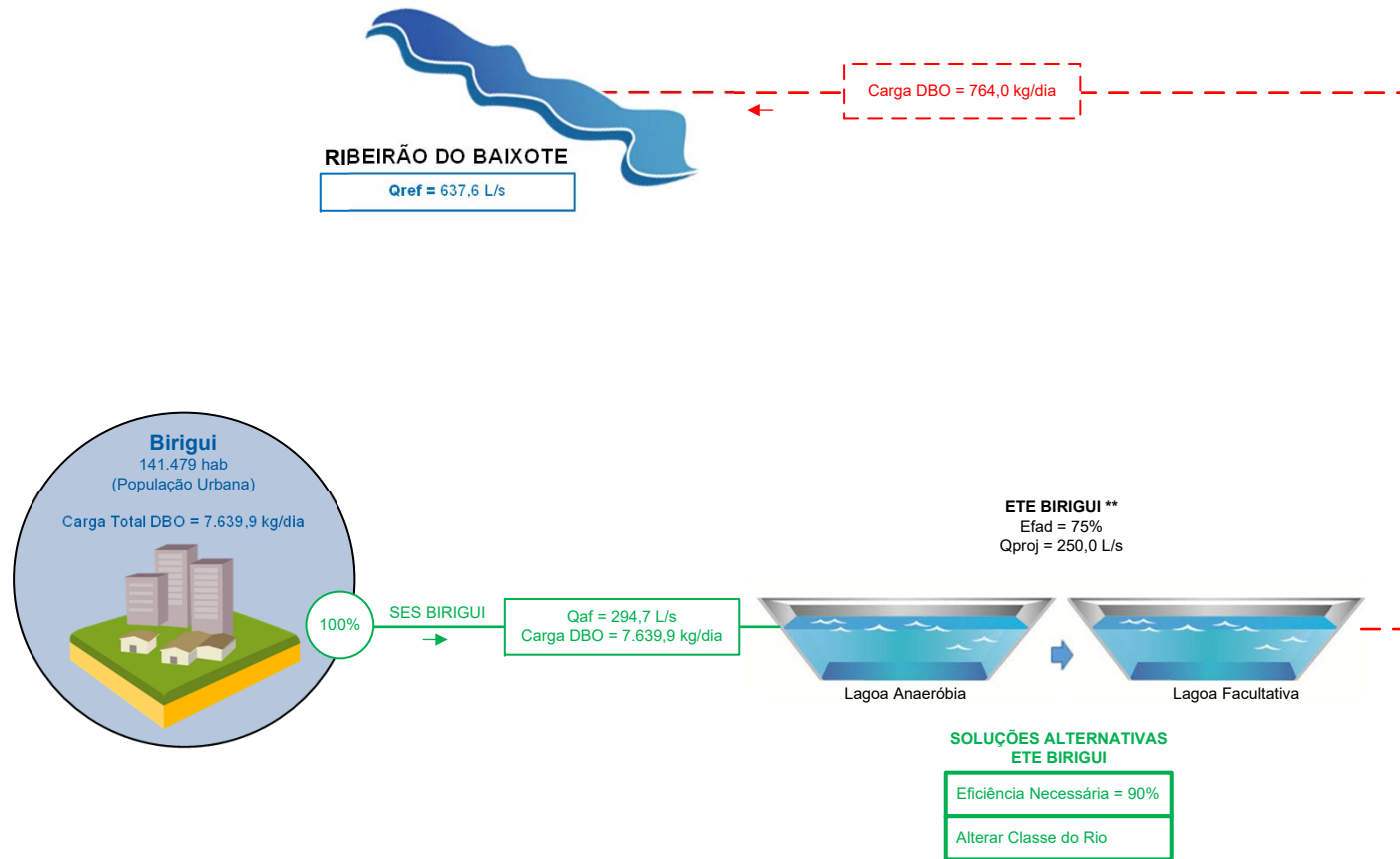 Carga DBO = 764,0 kg/dia
RIBEIRÃO DO BAIXOTE
Qref = 637,6 L/s
Birigui
141.479 hab
(População Urbana)
Carga Total DBO = 7.639,9 kg/dia
100%
SES BIRIGUI
Qaf = 294,7 L/s
Carga DBO = 7.639,9 kg/dia
ETE BIRIGUI **
Efad = 75%
Qproj = 250,0 L/s
Lagoa Anaeróbia
Lagoa Facultativa
SOLUÇÕES ALTERNATIVAS
ETE BIRIGUI
Eficiência Necessária = 90%
Alterar Classe do Rio